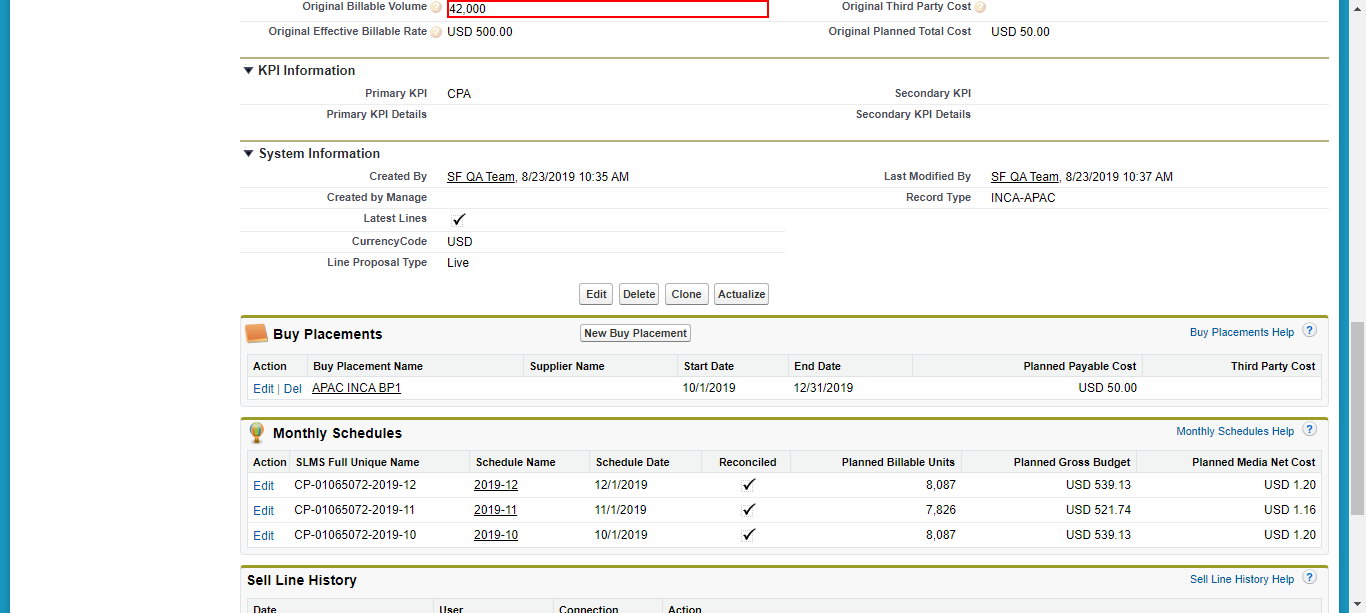 Original Billable Volume ? 42,000 Original Third Party Cost ?
Original Effective Billable Rate ? USD 500.00 Original Planned Total Cost USD 50.00
KPI Information
Primary KPI CPA Secondary KPI
Primary KPI Details Secondary KPI Details
System Information
Created By SF QA Team, 8/23/2019 10:35 AM Last Modified By SF QA Team, 8/23/2019 10:37 AM
Created by Manage Record Type INCA-APAC
Latest Lines ✓
CurrencyCode USD
Line Proposal Type Live
Edit Delete Clone Actualize
Buy Placements New Buy Placement Buy Placements Help ?
Action Buy Placement Name Supplier Name Start Date End Date Planned Payable Cost Third Party Cost
Edit | Del APAC INCA BP1 10/1/2019 12/31/2019 USD 50.00
Monthly Schedules Monthly Schedules Help ?
Action SLMS Full Unique Name Schedule Name Schedule Date Reconciled Planned Billable Units Planned Gross Budget Planned Media Net Cost
Edit CP-01065072-2019-12 2019-12 12/1/2019 ✓ 8,087 USD 539.13 USD 1.20
Edit CP-01065072-2019-11 2019-11 11/1/2019 ✓ 7,826 USD 521.74 USD 1.16
Edit CP-01065072-2019-10 2019-10 10/1/2019 ✓ 8,087 USD 539.13 USD 1.20
Sell Line History Sell Line History Help ?
Date User Connection Action